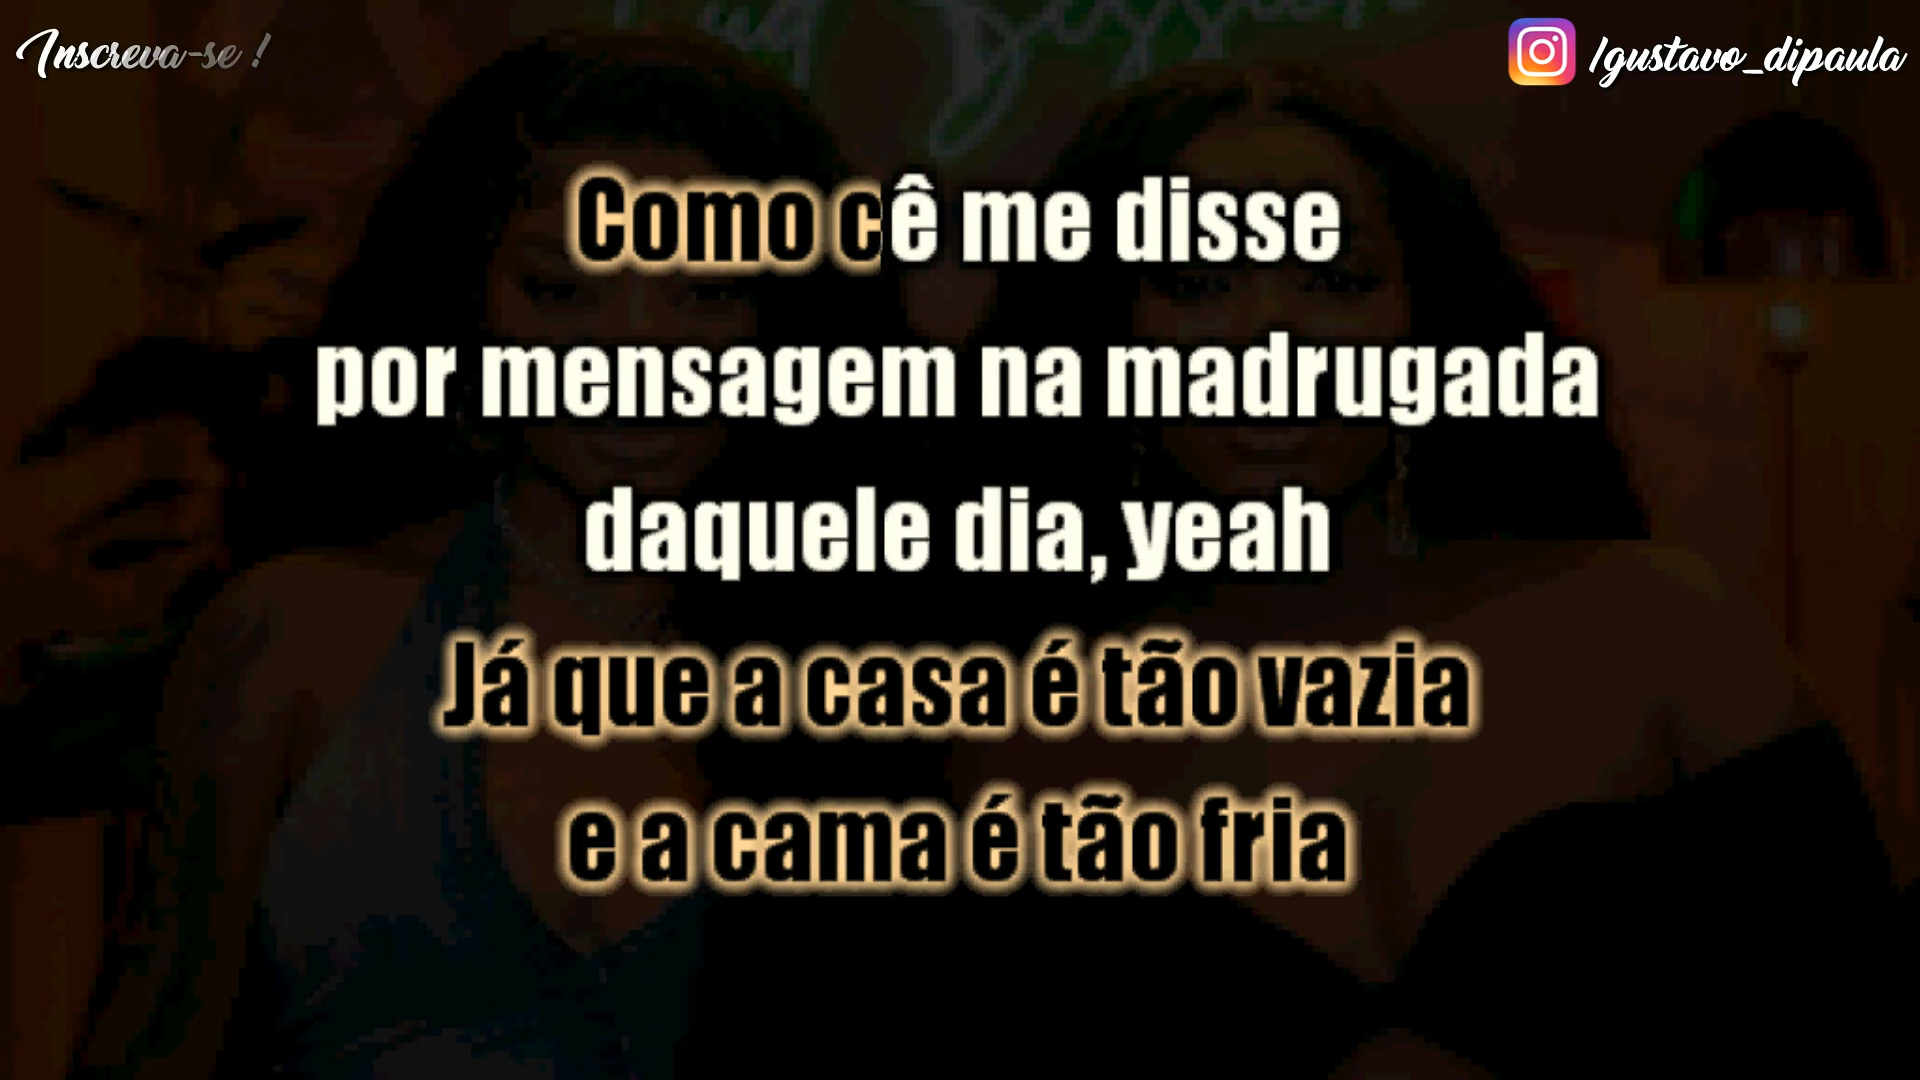 Inscreva-se !
/gustavo_dipaula
Como cê me disse
por mensagem na madrugada
daquele dia, yeah
Já que a casa é tão vazia
e a cama é tão fria